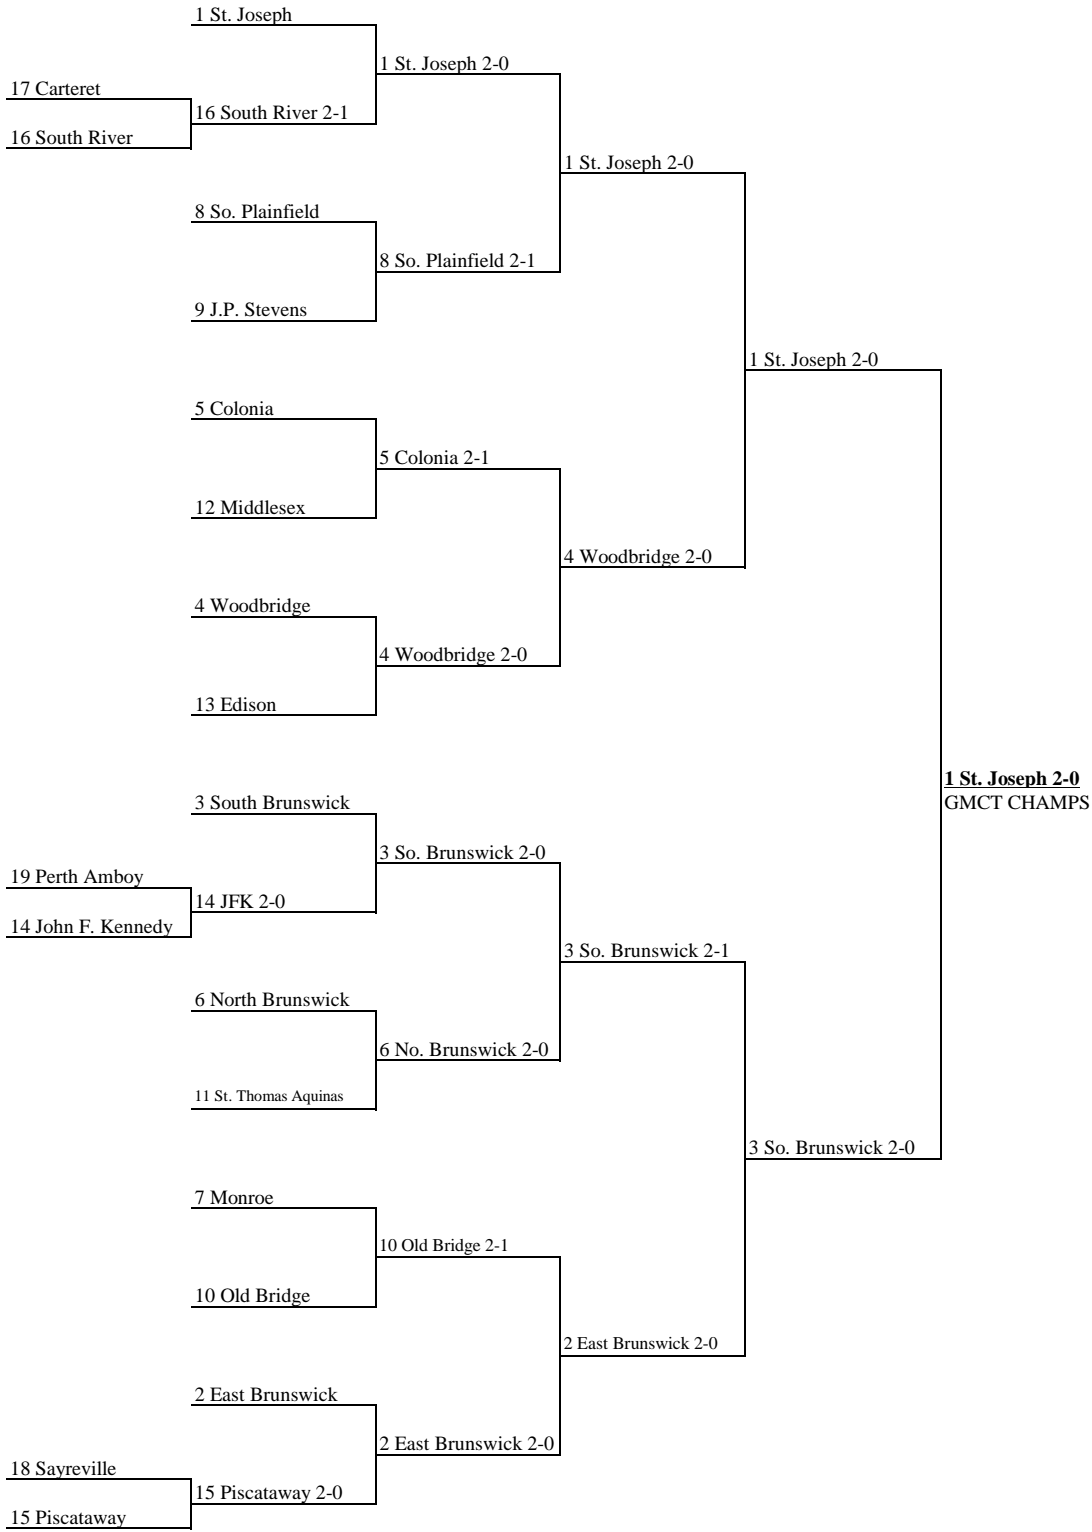 1 St. Joseph
1 St. Joseph 2-0
17 Carteret
16 South River 2-1
16 South River
1 St. Joseph 2-0
8 So. Plainfield
8 So. Plainfield 2-1
9 J.P. Stevens
1 St. Joseph 2-0
5 Colonia
5 Colonia 2-1
12 Middlesex
4 Woodbridge 2-0
4 Woodbridge
4 Woodbridge 2-0
13 Edison
1 St. Joseph 2-0
GMCT CHAMPS
3 South Brunswick
3 So. Brunswick 2-0
19 Perth Amboy
14 JFK 2-0
14 John F. Kennedy
3 So. Brunswick 2-1
6 North Brunswick
6 No. Brunswick 2-0
11 St. Thomas Aquinas
3 So. Brunswick 2-0
7 Monroe
10 Old Bridge 2-1
10 Old Bridge
2 East Brunswick 2-0
2 East Brunswick
2 East Brunswick 2-0
18 Sayreville
15 Piscataway 2-0
15 Piscataway